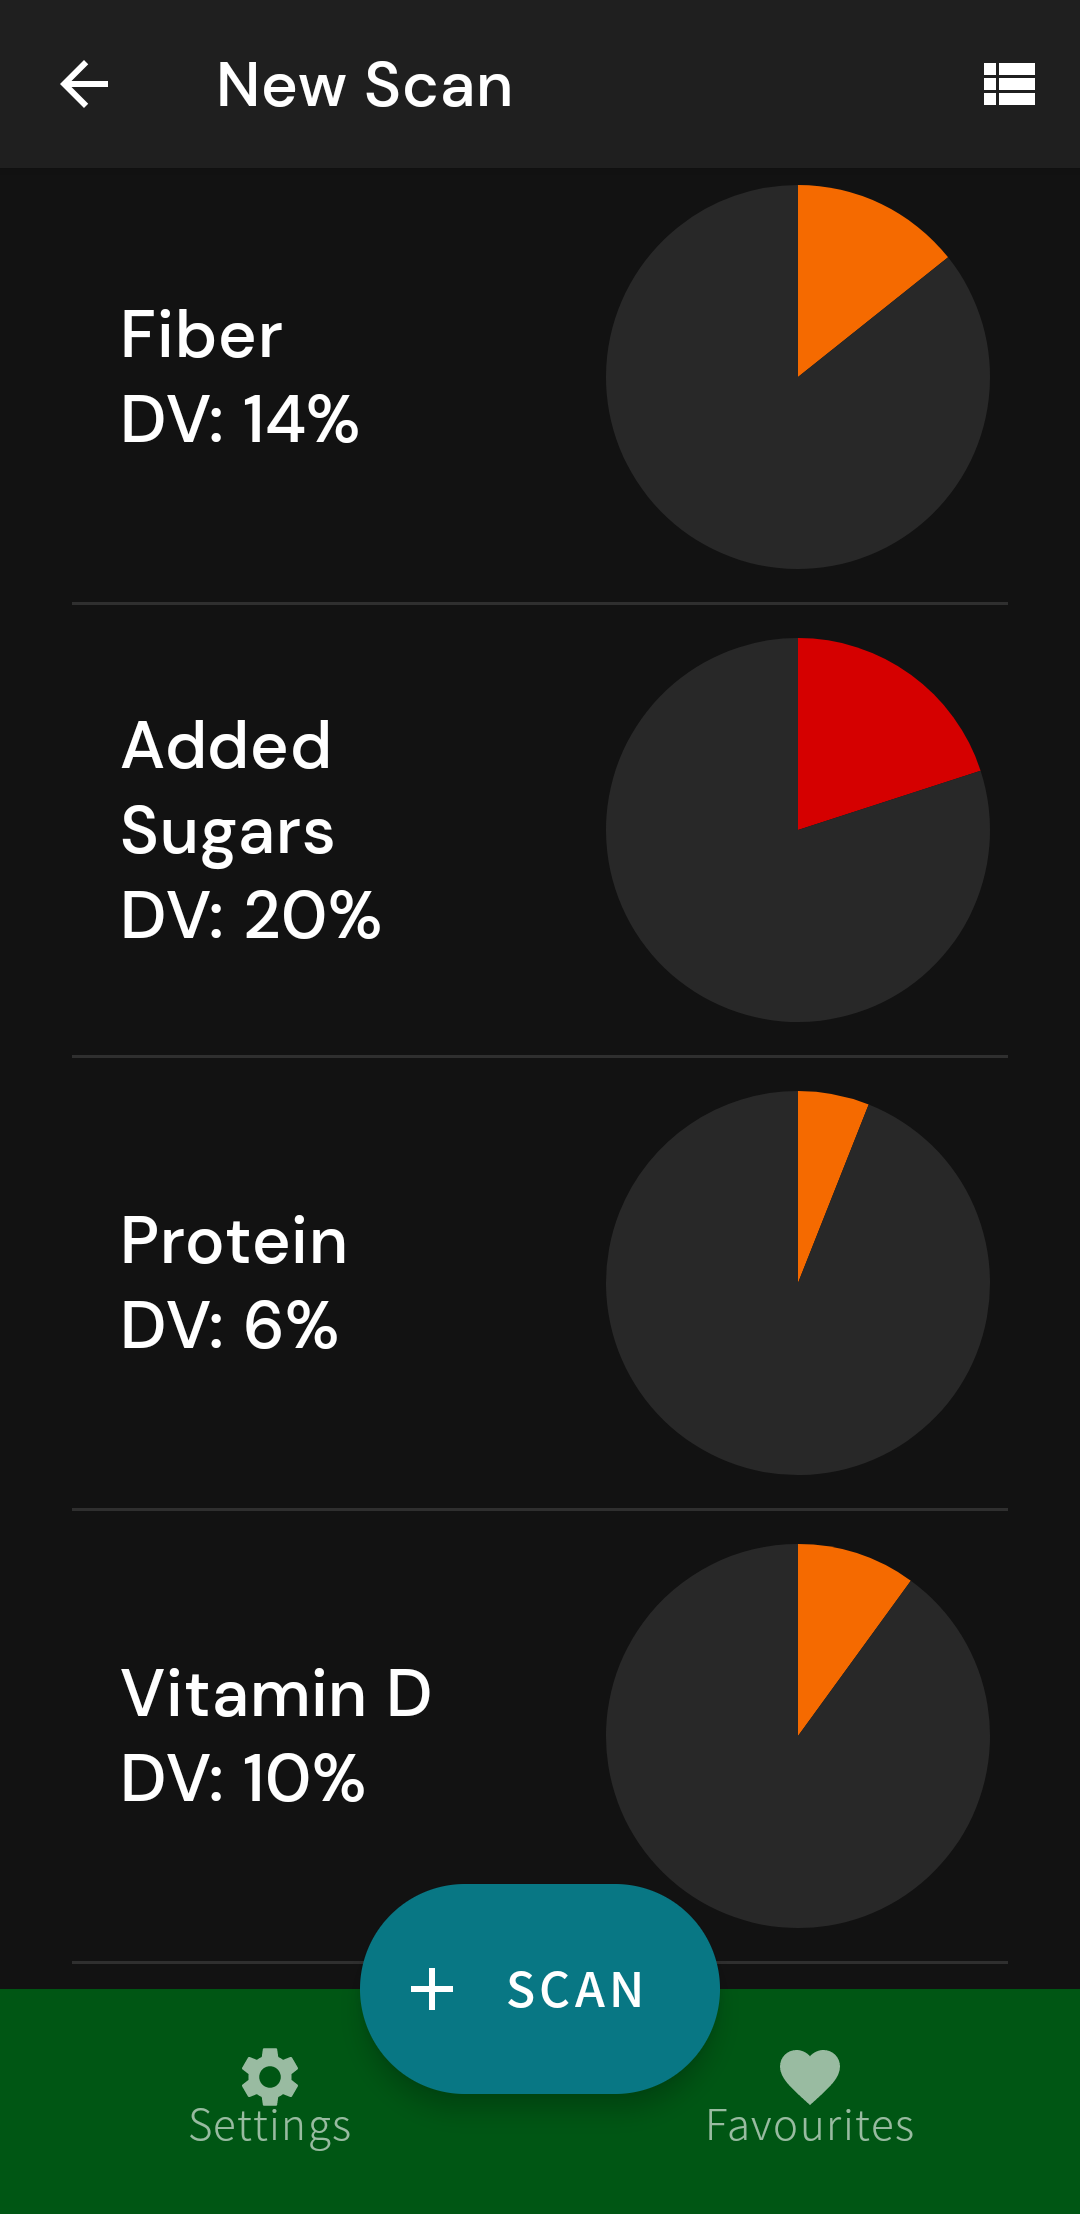 New Scan
Fiber
DV: 14%
Added
Sugars
DV: 20%
Protein
DV: 6%
Vitamin D
DV: 10%
SCAN
Settings
Favourites